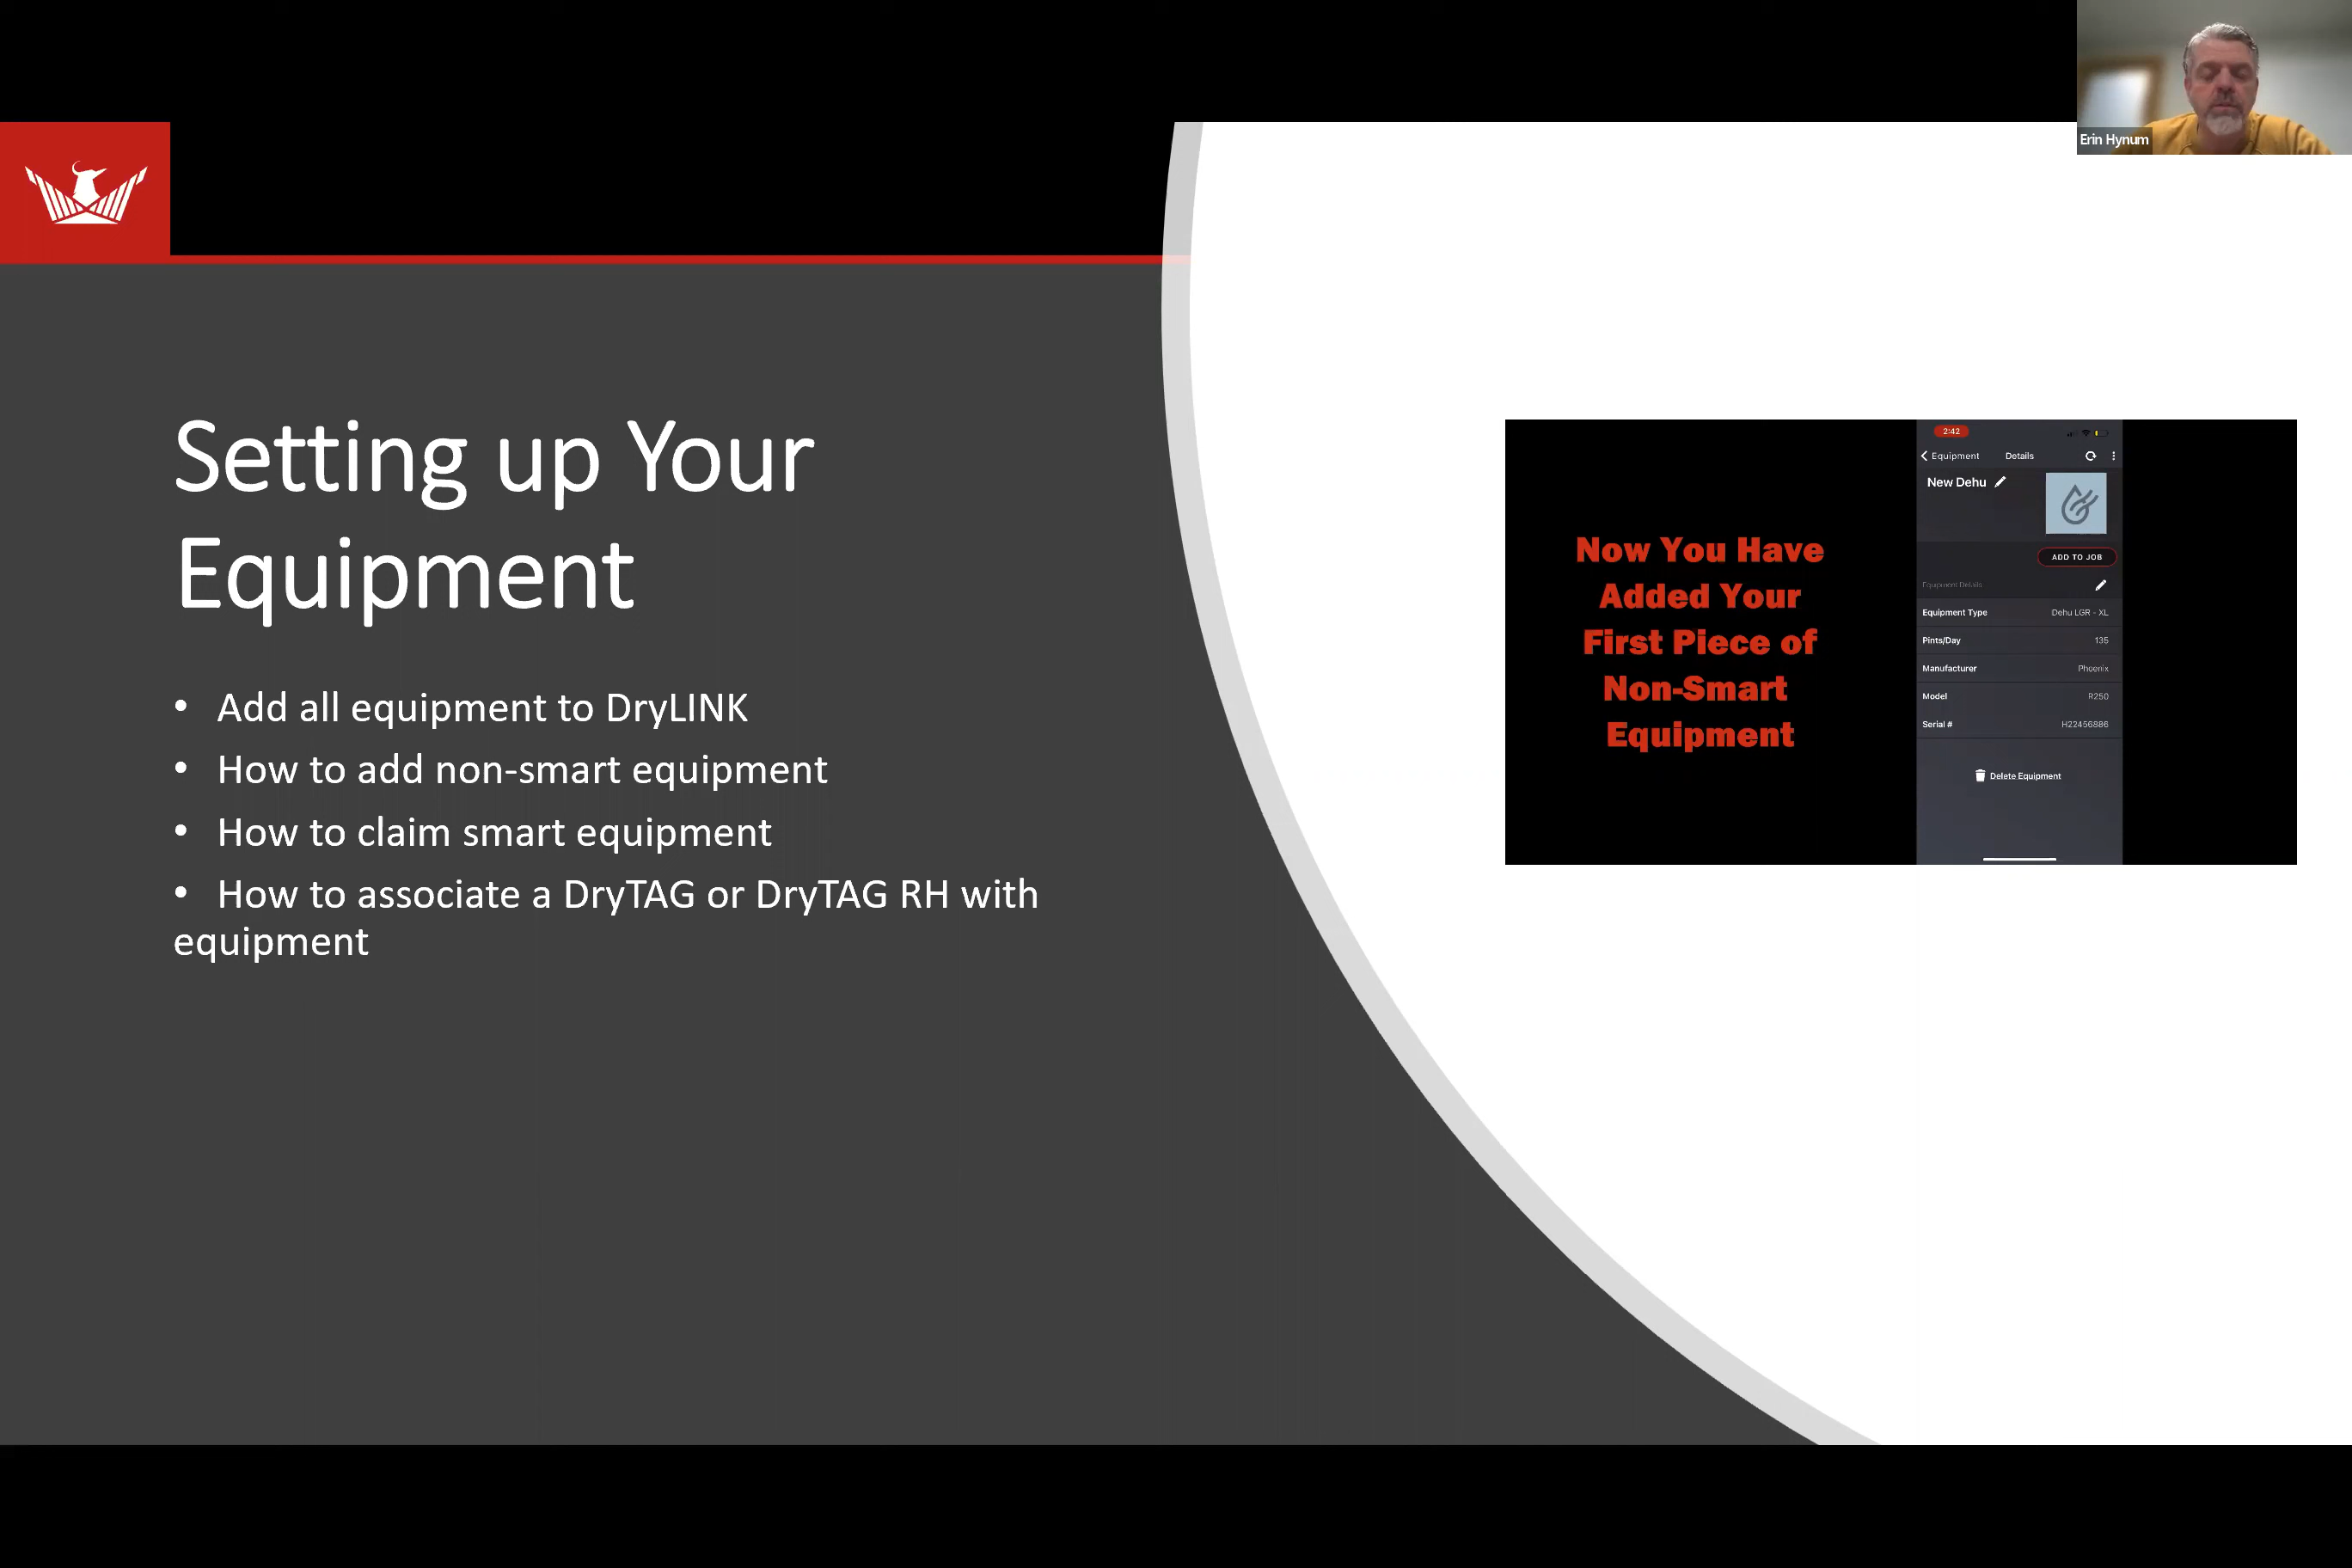 Erin Hynum
Setting up Your
Equipment
• Add all equipment to DryLINK
• How to add non-smart equipment
• How to claim smart equipment
• How to associate a DryTAG or DryTAG RH with
equipment
Now You Have
Added Your
First Piece of
Non-Smart
Equipment
2:42
Equipment Details
New Dehu
ADD TO JOB
Equipment Details
Equipment Type Dehu LGR - XL
Pints/Day 135
Manufacturer Phoenix
Model R250
Serial # H22456886
Delete Equipment